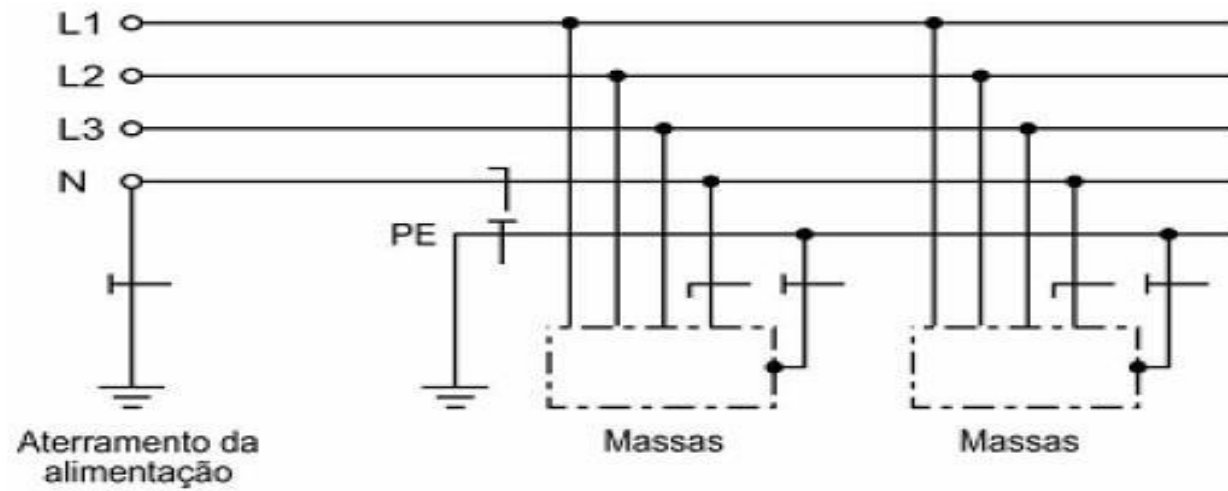 L1
L2
L3
N
PE
Aterramento da
alimentação
Massas
Massas